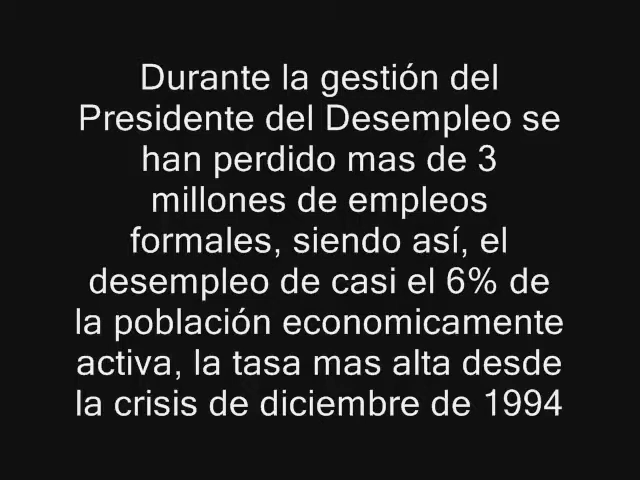 Durante la gestión del
Presidente del Desempleo se
han perdido mas de 3
millones de empleos
formales, siendo así, el
desempleo de casi el 6% de
la población economicamente
activa, la tasa mas alta desde
la crisis de diciembre de 1994